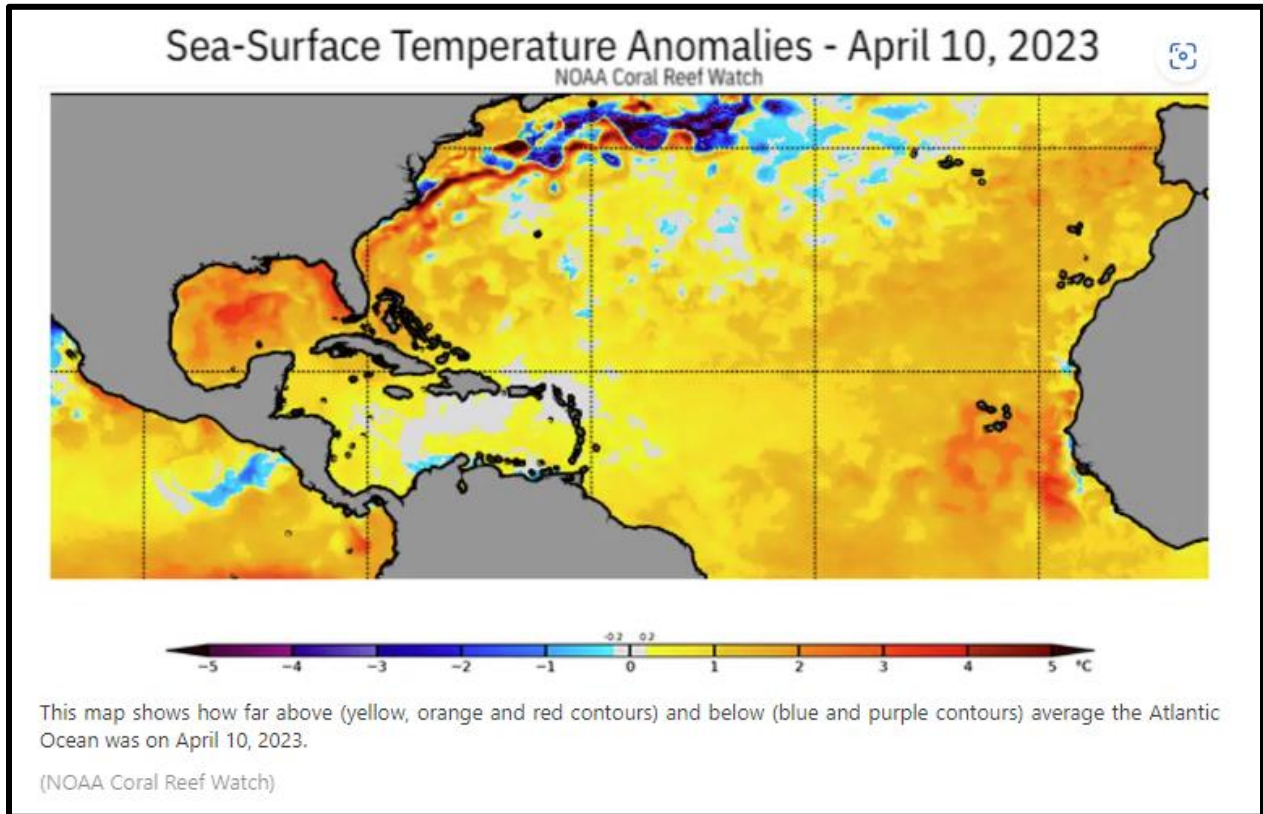 Sea-Surface Temperature Anomalies - April 10, 2023
NOAA Coral Reef Watch
-0.2 0.2
-5 -4 -3 -2 -1 0 1 2 3 4 5 °C
This map shows how far above (yellow, orange and red contours) and below (blue and purple contours) average the Atlantic
Ocean was on April 10, 2023.
(NOAA Coral Reef Watch)